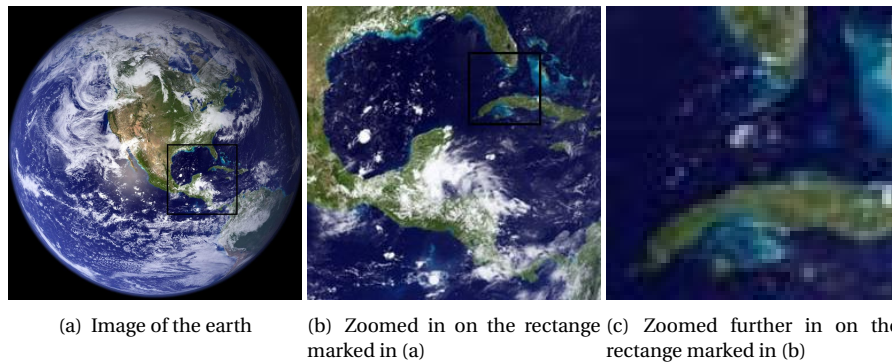 (a) Image of the earth
(b) Zoomed in on the rectange
marked in (a)
(c) Zoomed further in on the
rectange marked in (b)